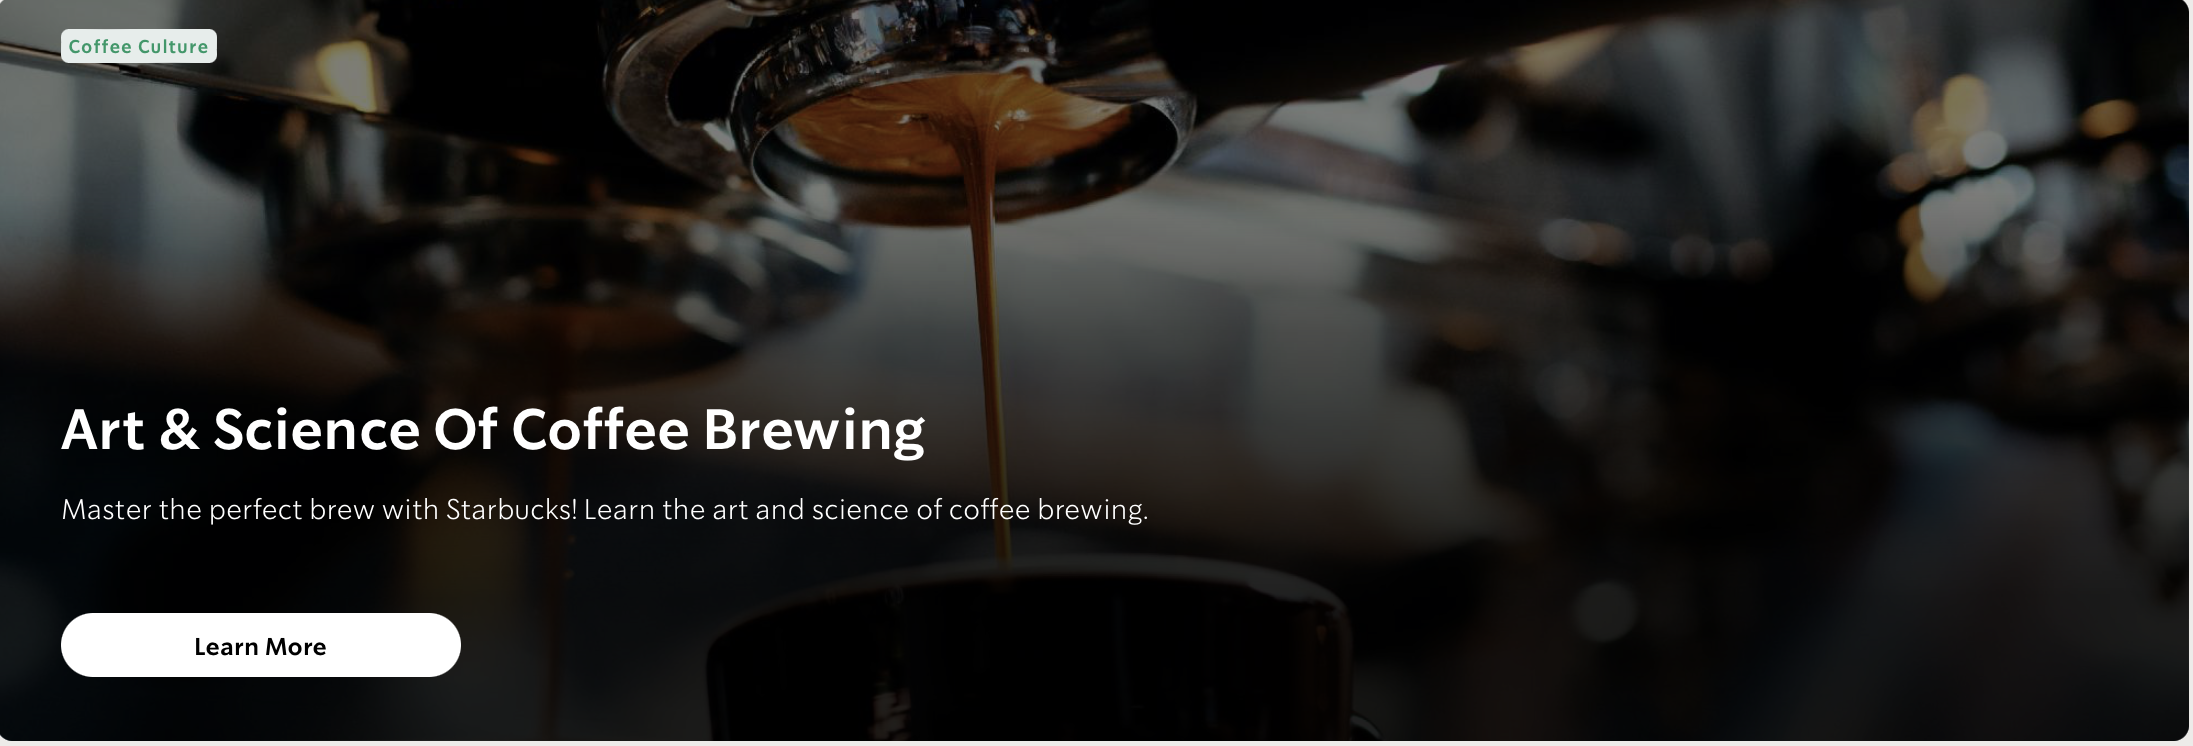 Coffee Culture
Art & Science Of Coffee Brewing
Master the perfect brew with Starbucks! Learn the art and science of coffee brewing.
Learn More